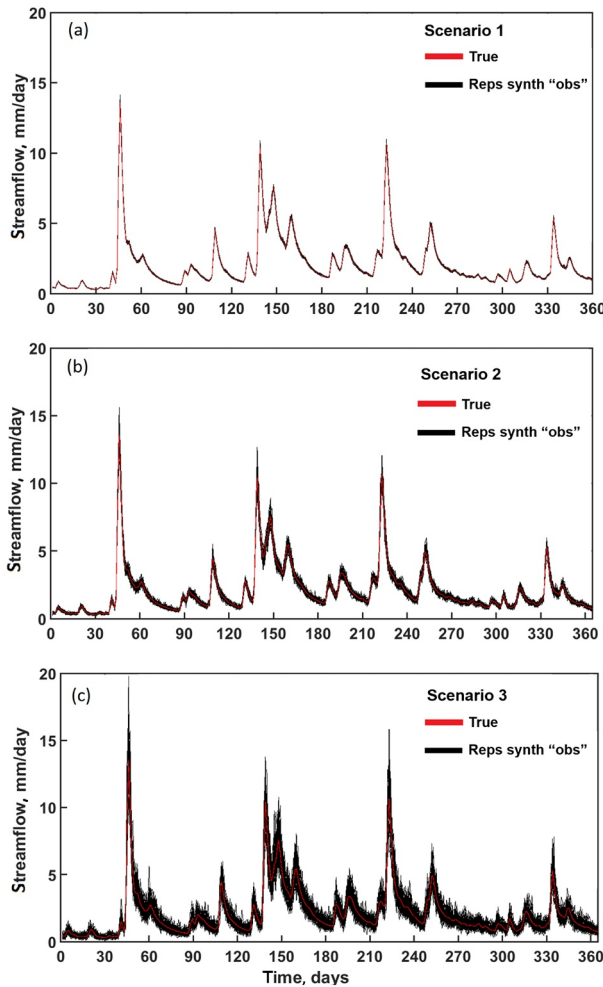 (a)
Scenario 1
True
Reps synth “obs”
Streamflow, mm/day
20
15
10
5
0
0 30 60 90 120 150 180 210 240 270 300 330 360
(b)
Scenario 2
True
Reps synth “obs”
Streamflow, mm/day
20
15
10
5
0
0 30 60 90 120 150 180 210 240 270 300 330 360
(c)
Scenario 3
True
Reps synth “obs”
Streamflow, mm/day
20
15
10
5
0
0 30 60 90 120 150 180 210 240 270 300 330 360
Time, days